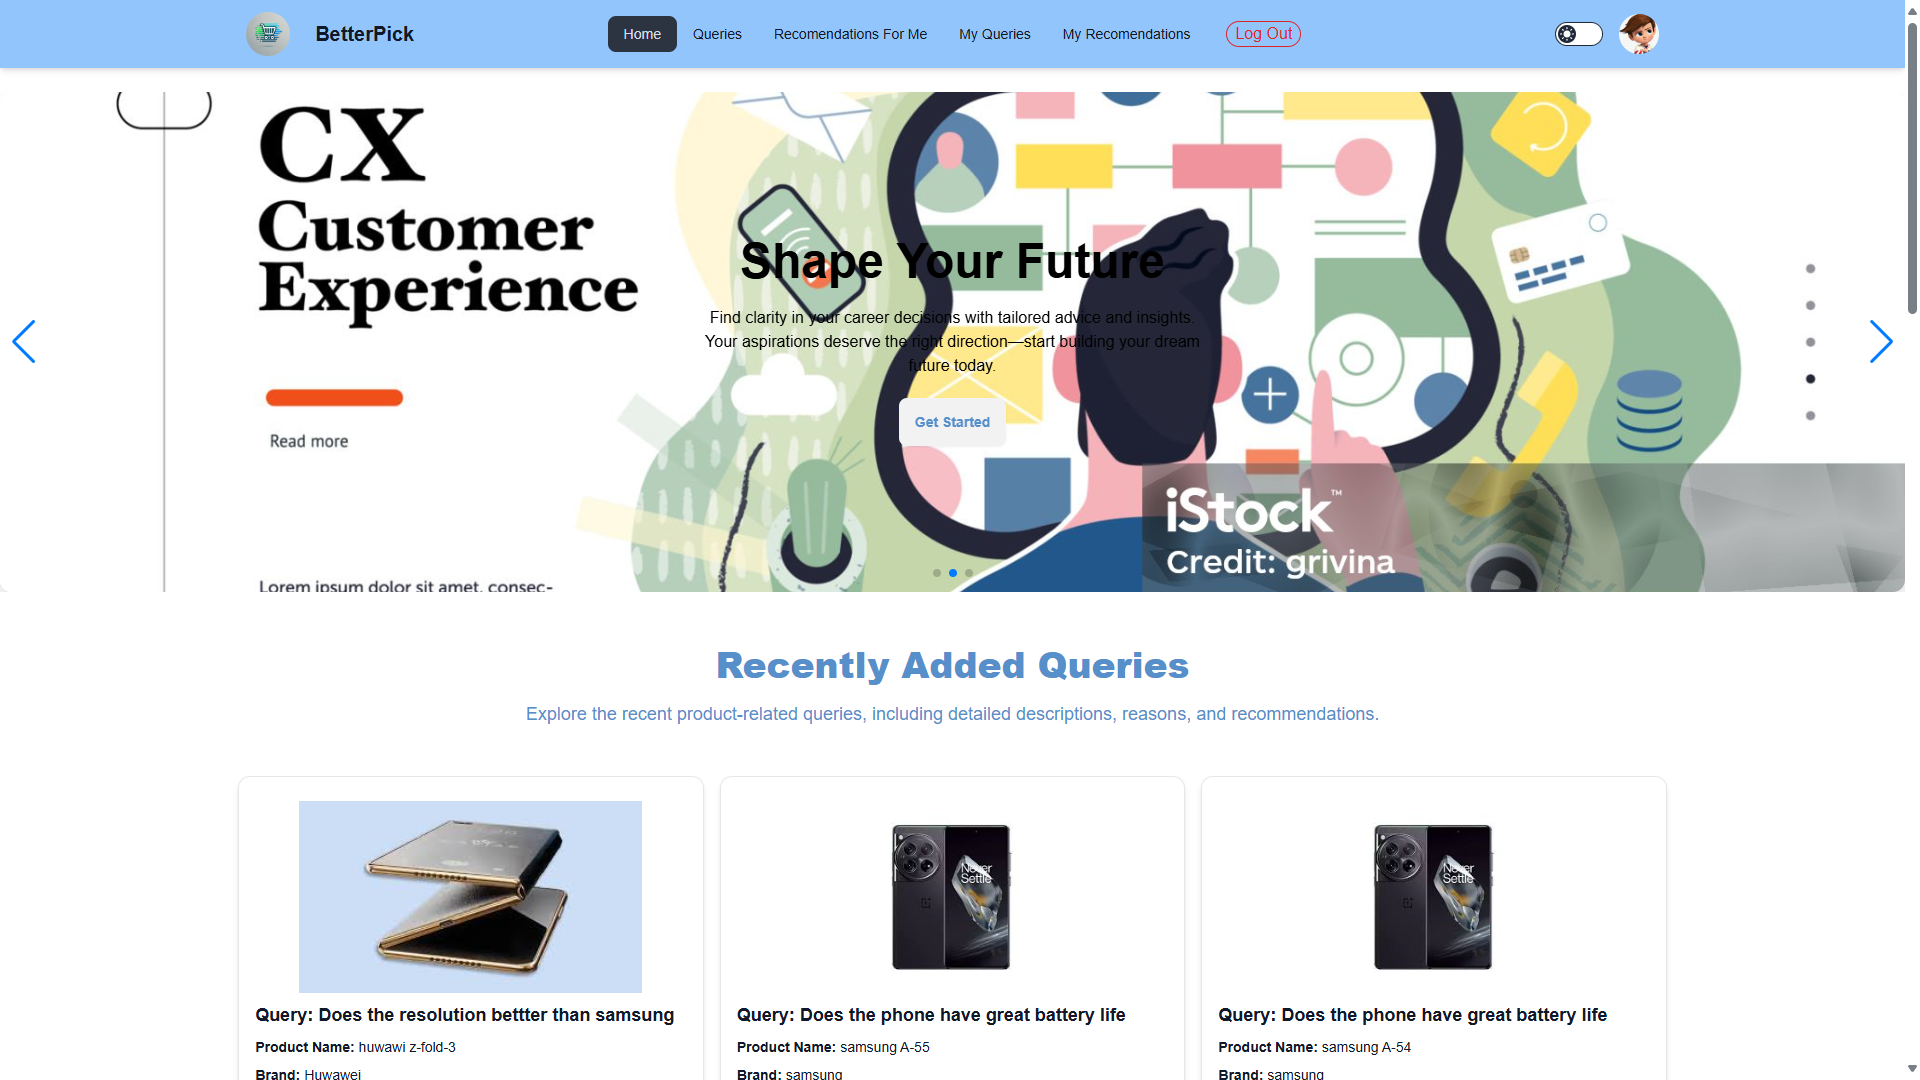 BetterPick
Home
Queries
Recomendations For Me
My Queries
My Recomendations
Log Out
CX
Customer
Experience
Read more
Lorem ipsum dolor sit amet, consec-
Shape Your Future
Find clarity in your career decisions with tailored advice and insights.
Your aspirations deserve the right direction—start building your dream
future today.
Get Started
iStock™
Credit: grivina
Recently Added Queries
Explore the recent product-related queries, including detailed descriptions, reasons, and recommendations.
Query: Does the resolution bettter than samsung
Product Name: huwawi z-fold-3
Brand: Huwawei
Never
Settle
Query: Does the phone have great battery life
Product Name: samsung A-55
Brand: samsung
Never
Settle
Query: Does the phone have great battery life
Product Name: samsung A-54
Brand: samsung